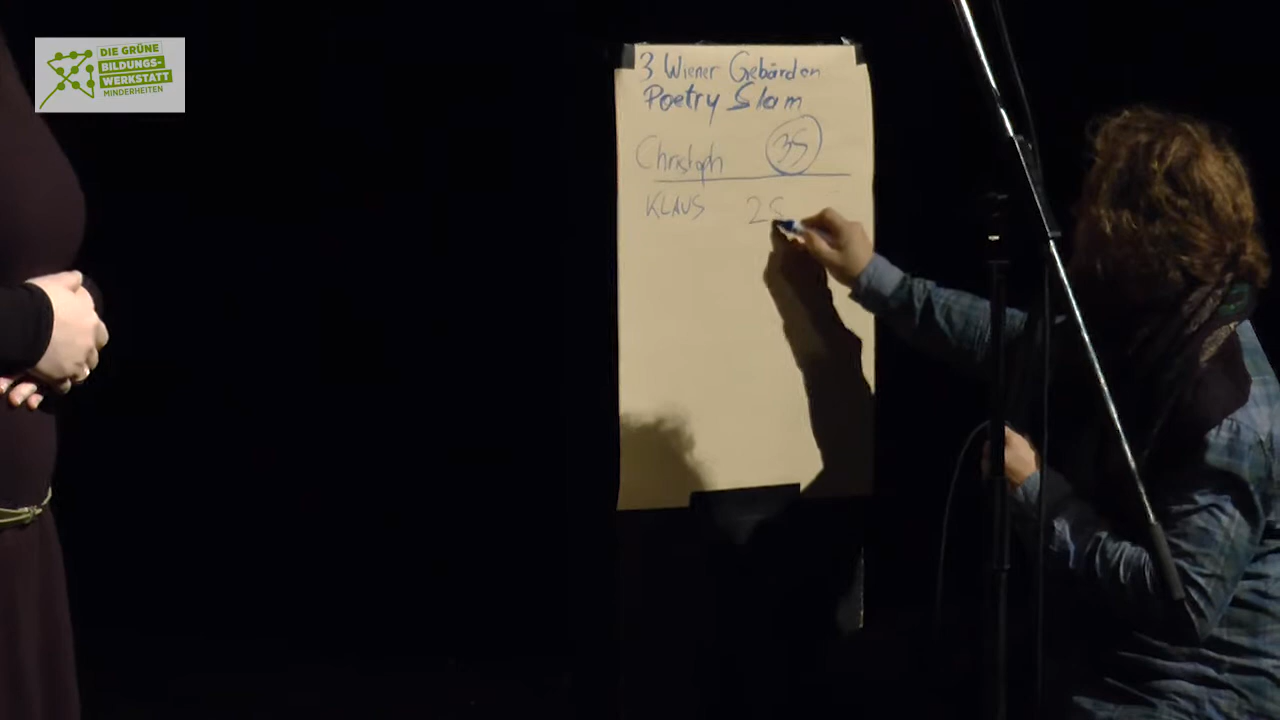 DIE GRÜNE
BILDUNGS-
WERKSTATT
MINDERHEITEN
3 Wiener Gebärden
Poetry Slam
Christoph 35
KLAUS 25